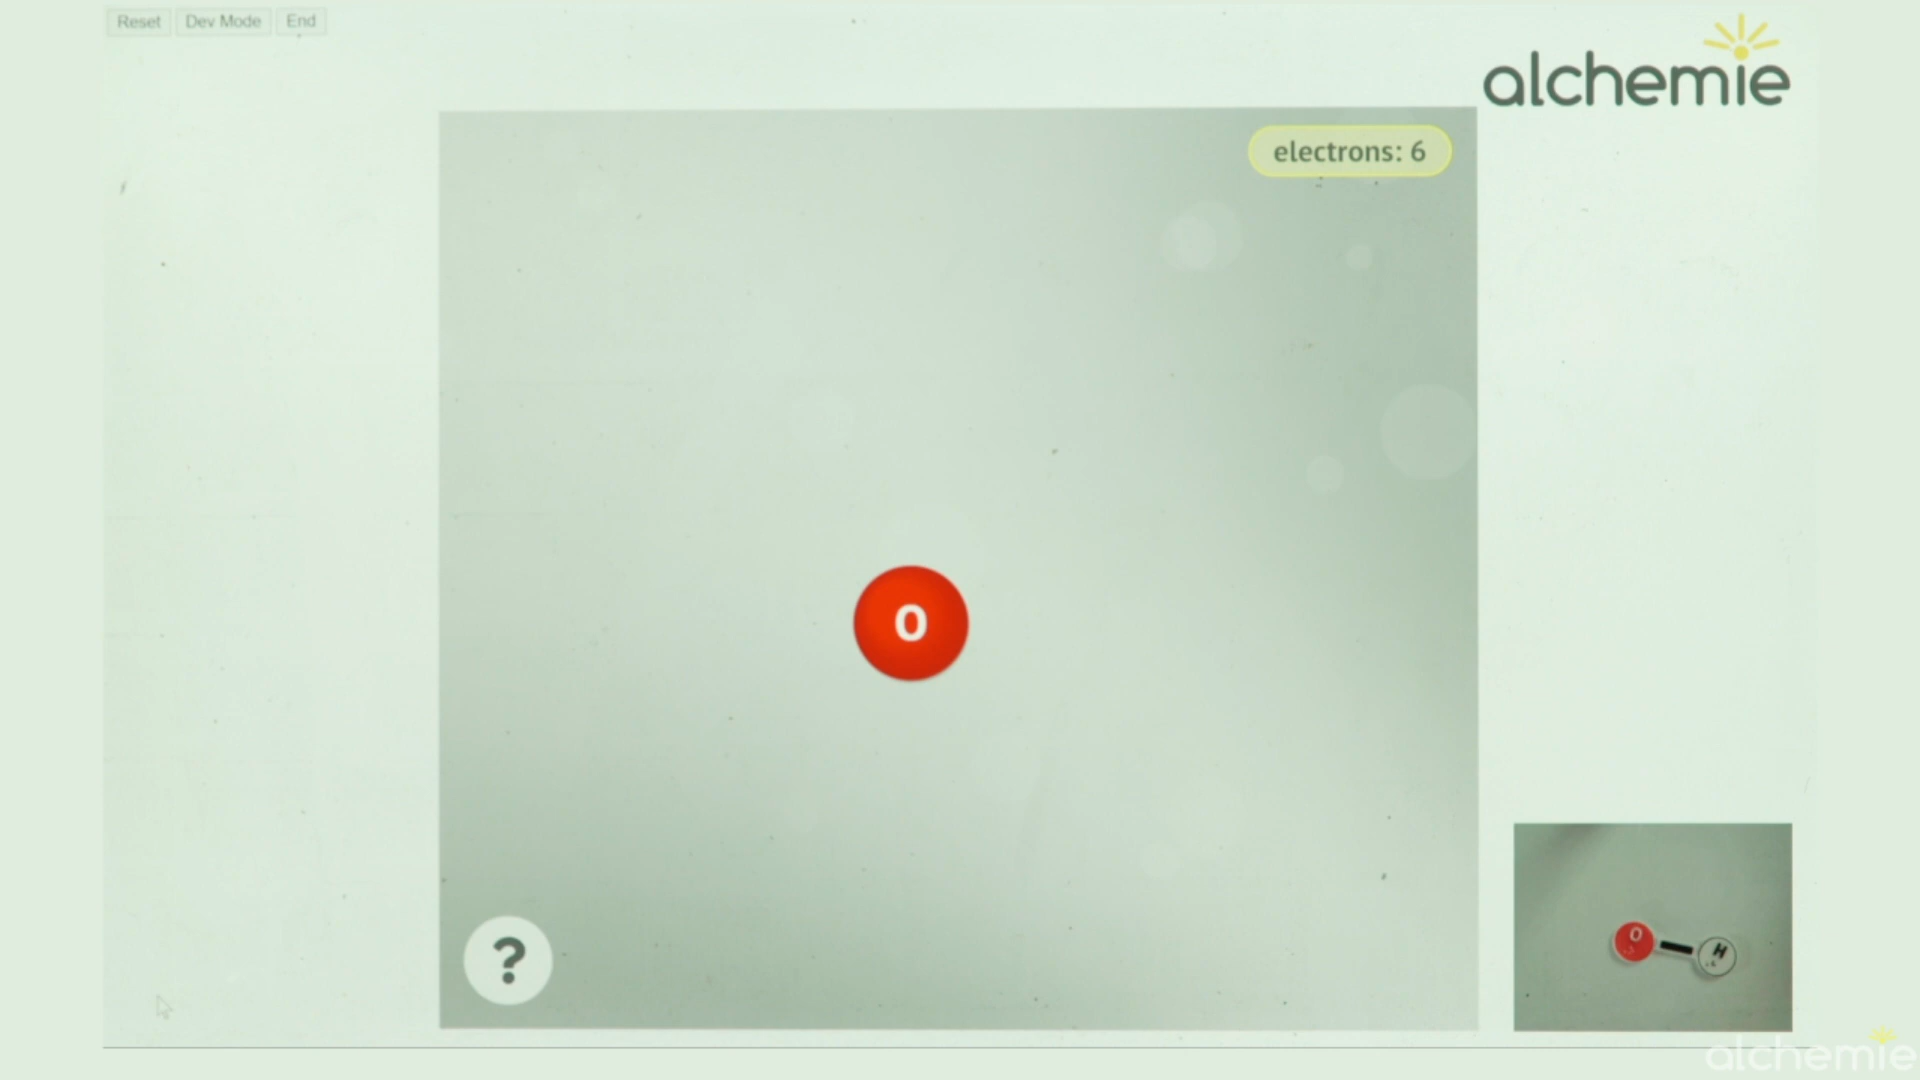 Reset Dev Mode End
alchemie
electrons: 6
O
?
O
H
alchemie